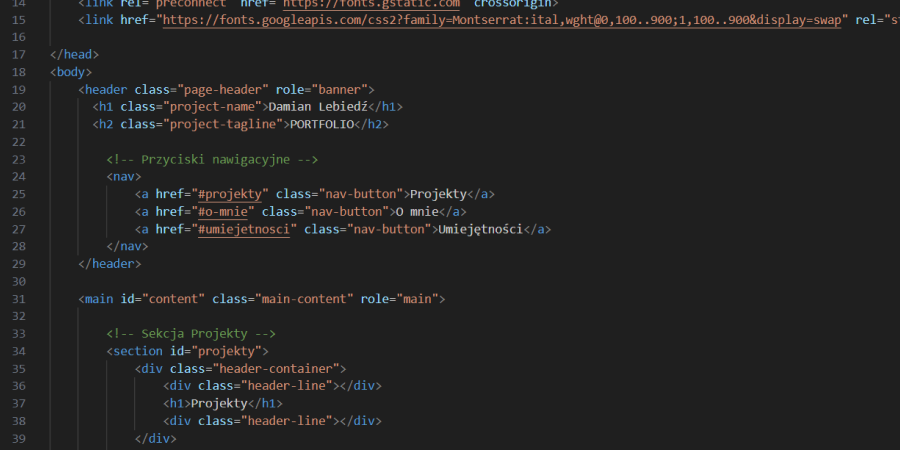 14 <link rel="preconnect" href="https://fonts.gstatic.com" crossorigin>
15 <link href="https://fonts.googleapis.com/css2?family=Montserrat:ital,wght@0,100..900;1,100..900&display=swap" rel="st
16
17 </head>
18 <body>
19 <header class="page-header" role="banner">
20 <h1 class="project-name">Damian Lebiedź</h1>
21 <h2 class="project-tagline">PORTFOLIO</h2>
22
23 <!-- Przyciski nawigacyjne -->
24 <nav>
25 <a href="#projekty" class="nav-button">Projekty</a>
26 <a href="#o-mnie" class="nav-button">O mnie</a>
27 <a href="#umiejetnosci" class="nav-button">Umiejętności</a>
28 </nav>
29 </header>
30
31 <main id="content" class="main-content" role="main">
32
33 <!-- Sekcja Projekty -->
34 <section id="projekty">
35 <div class="header-container">
36 <div class="header-line"></div>
37 <h1>Projekty</h1>
38 <div class="header-line"></div>
39 </div>